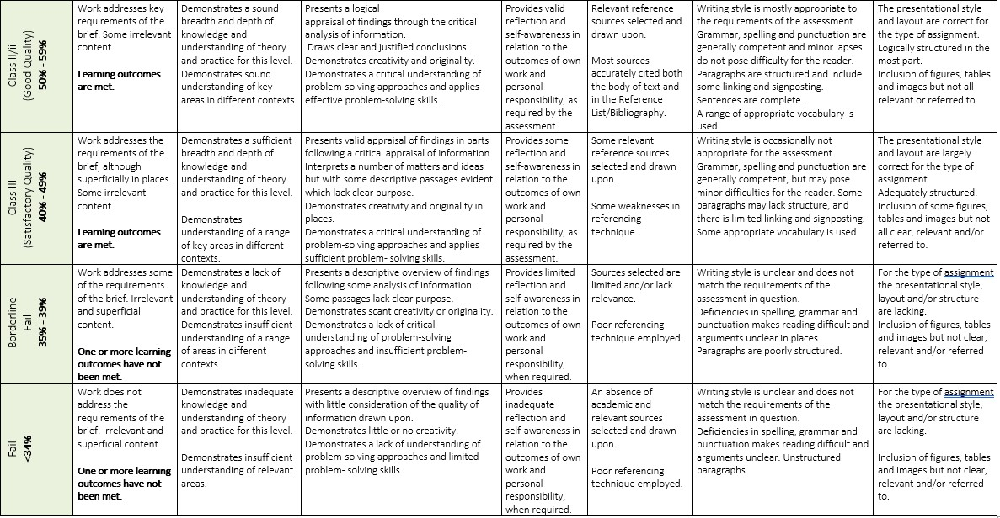 Class II/ii
(Good Quality)
50% - 59%
Work addresses key
requirements of the
brief. Some irrelevant
content.
Learning outcomes
are met.
Demonstrates a sound
breadth and depth of
knowledge and
understanding of theory
and practice for this level.
Demonstrates sound
understanding of key
areas in different contexts.
Presents a logical
appraisal of findings through the critical
analysis of information.
Draws clear and justified conclusions.
Demonstrates creativity and originality.
Demonstrates a critical understanding of
problem-solving approaches and applies
effective problem-solving skills.
Provides valid
reflection and
self-awareness in
relation to the
outcomes of own
work and
personal
responsibility, as
required by the
assessment.
Relevant reference
sources selected and
drawn upon.
Most sources
accurately cited both
the body of text and
in the Reference
List/Bibliography.
Writing style is mostly appropriate to
the requirements of the assessment
Grammar, spelling and punctuation are
generally competent and minor lapses
do not pose difficulty for the reader.
Paragraphs are structured and include
some linking and signposting.
Sentences are complete.
A range of appropriate vocabulary is
used.
The presentational style
and layout are correct for
the type of assignment.
Logically structured in the
most part.
Inclusion of figures, tables
and images but not all
relevant or referred to.
Class III
(Satisfactory Quality)
40% - 49%
Work addresses the
requirements of the
brief, although
superficially in places.
Some irrelevant
content.
Learning outcomes
are met.
Demonstrates a sufficient
breadth and depth of
knowledge and
understanding of theory
and practice for this level.
Demonstrates
understanding of a range
of key areas in different
contexts.
Presents valid appraisal of findings in parts
following a critical appraisal of information.
Interprets a number of matters and ideas
but with some descriptive passages evident
which lack clear purpose.
Demonstrates creativity and originality in
places.
Demonstrates a critical understanding of
problem-solving approaches and applies
sufficient problem- solving skills.
Provides some
reflection and
self-awareness in
relation to the
outcomes of own
work and
personal
responsibility, as
required by the
assessment.
Some relevant
reference sources
selected and drawn
upon.
Some weaknesses in
referencing
technique.
Writing style is occasionally not
appropriate for the assessment.
Grammar, spelling and punctuation are
generally competent, but may pose
minor difficulties for the reader. Some
paragraphs may lack structure, and
there is limited linking and signposting.
Some appropriate vocabulary is used
The presentational style
and layout are largely
correct for the type of
assignment.
Adequately structured.
Inclusion of some figures,
tables and images but not
all clear, relevant and/or
referred to.
Borderline
Fail
35% - 39%
Work addresses some
of the requirements
of the brief. Irrelevant
and superficial
content.
One or more learning
outcomes have not
been met.
Demonstrates a lack of
knowledge and
understanding of theory
and practice for this level.
Demonstrates insufficient
understanding of a range
of areas in different
contexts.
Presents a descriptive overview of findings
following some analysis of information.
Some passages lack clear purpose.
Demonstrates scant creativity or originality.
Demonstrates a lack of critical
understanding of problem-solving
approaches and insufficient problem-
solving skills.
Provides limited
reflection and
self-awareness in
relation to the
outcomes of own
work and
personal
responsibility,
when required.
Sources selected are
limited and/or lack
relevance.
Poor referencing
technique employed.
Writing style is unclear and does not
match the requirements of the
assessment in question.
Deficiencies in spelling, grammar and
punctuation makes reading difficult and
arguments unclear in places.
Paragraphs are poorly structured.
For the type of assignment
the presentational style,
layout and/or structure
are lacking.
Inclusion of figures, tables
and images but not clear,
relevant and/or referred
to.
Fail
<34%
Work does not
address the
requirements of the
brief. Irrelevant and
superficial content.
One or more learning
outcomes have not
been met.
Demonstrates inadequate
knowledge and
understanding of theory
and practice for this level.
Demonstrates insufficient
understanding of relevant
areas.
Presents a descriptive overview of findings
with little consideration of the quality of
information drawn upon.
Demonstrates little or no creativity.
Demonstrates a lack of understanding of
problem-solving approaches and limited
problem- solving skills.
Provides
inadequate
reflection and
self-awareness in
relation to the
outcomes of own
work and
personal
responsibility,
when required.
An absence of
academic and
relevant sources
selected and drawn
upon.
Poor referencing
technique employed.
Writing style is unclear and does not
match the requirements of the
assessment in question.
Deficiencies in spelling, grammar and
punctuation makes reading difficult and
arguments unclear. Unstructured
paragraphs.
For the type of assignment
the presentational style,
layout and/or structure
are lacking.
Inclusion of figures, tables
and images but not clear,
relevant and/or referred
to.